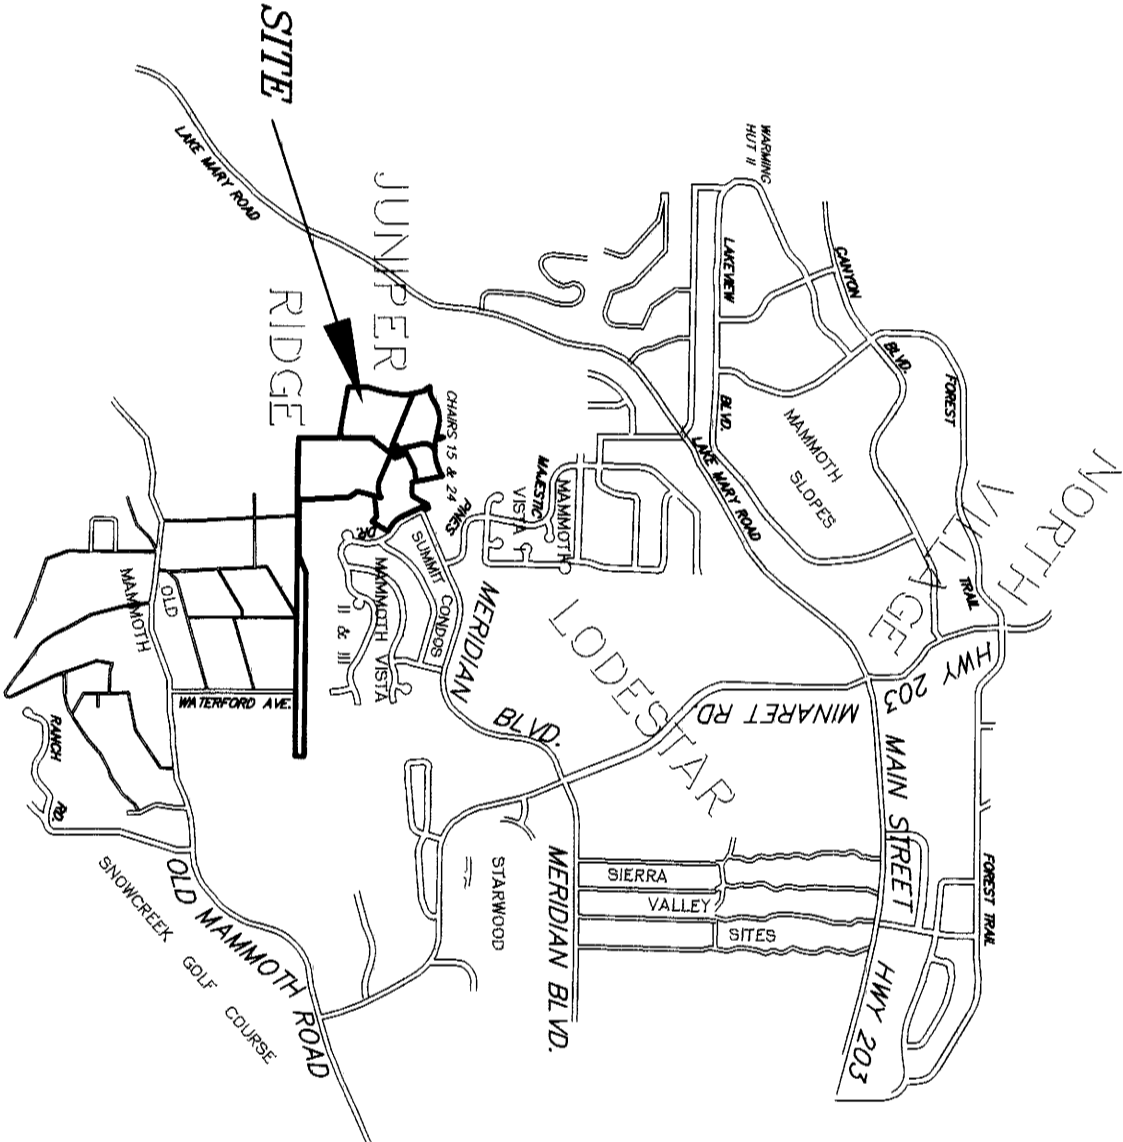 SITE
LAKE MARY ROAD
JUNIPER
RIDGE
WARMING
HUT II
CANYON
BLVD.
LAKEVIEW
BLVD.
FOREST
TRAIL
MAMMOTH
SLOPES
NORTH
VILLAGE
LAKE MARY ROAD
CHAIRS 15 & 24
MAJESTIC
PINES
DR.
MAMMOTH
VISTA I
SUMMIT
CONDOS
MAMMOTH VISTA
II & III
MERIDIAN
BLVD.
LODESTAR
HWY 203
MINARET RD
MAIN STREET
OLD
MAMMOTH
WATERFORD AVE.
RANCH
RD.
OLD MAMMOTH ROAD
SNOWCREEK
GOLF
COURSE
STARWOOD
MERIDIAN BLVD.
SIERRA
VALLEY
SITES
FOREST TRAIL
HWY 203